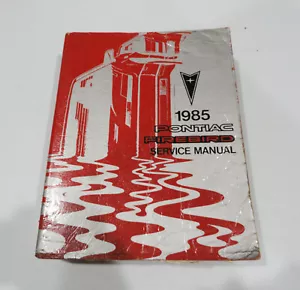 1985
PONTIAC
FIREBIRD
SERVICE MANUAL